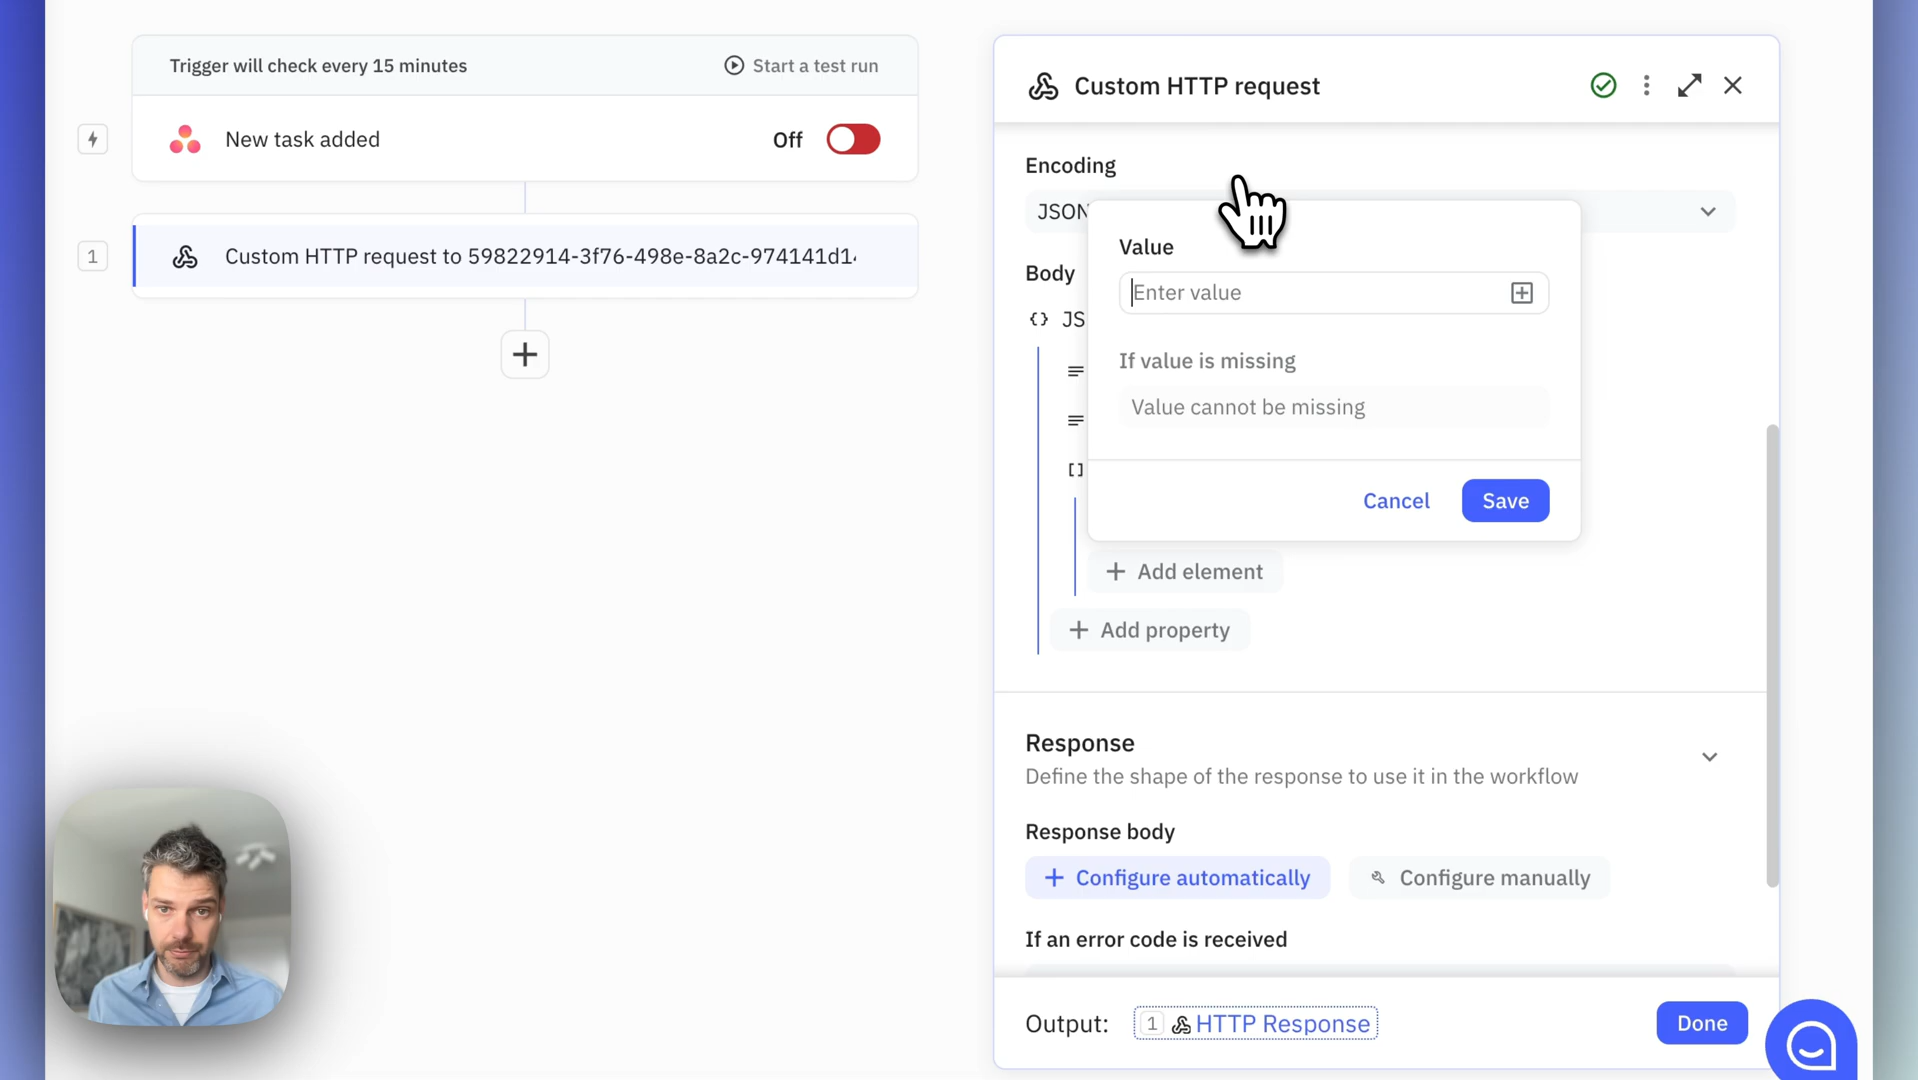 Trigger will check every 15 minutes
Start a test run
New task added
Off
1
Custom HTTP request to 59822914-3f76-498e-8a2c-974141d14
Custom HTTP request
Encoding
JSON
Value
Enter value
If value is missing
Value cannot be missing
Cancel
Save
Body
{} JS
[]
+ Add element
+ Add property
Response
Define the shape of the response to use it in the workflow
Response body
+ Configure automatically
Configure manually
If an error code is received
Output: 1 HTTP Response
Done